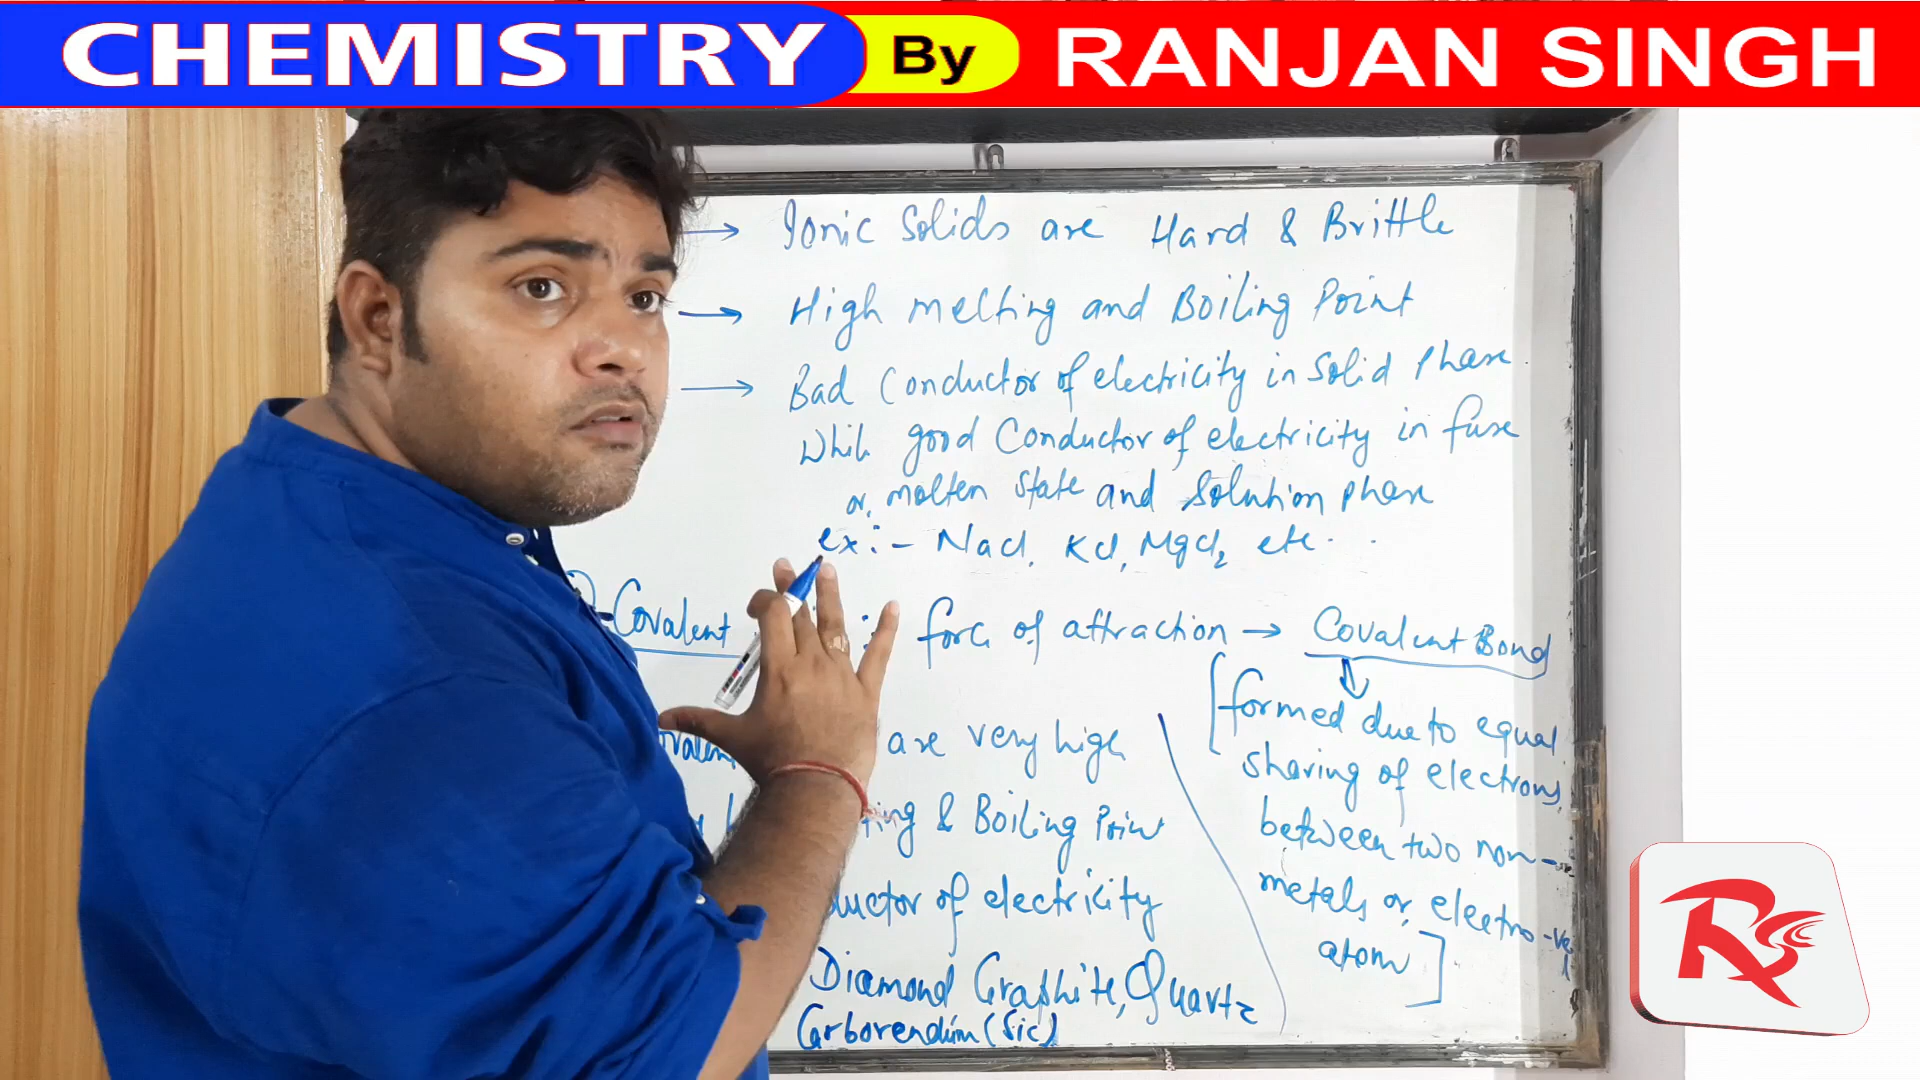 CHEMISTRY By RANJAN SINGH
→ Ionic Solids are Hard & Brittle
→ High melting and Boiling Point
→ Bad Conductor of electricity in Solid Phase
While good Conductor of electricity in fuse
or, molten state and Solution phase
ex:- NaCl, KCl, MgCl₂ etc.
Covalent :- force of attraction → Covalent Bond
[formed due to equal
sharing of electrons
between two non-
metals or, electro-ve
atom]
are very high
& Boiling Point
of electricity
Diamond Graphite, Quartz
Carborendum (Sic)
RS